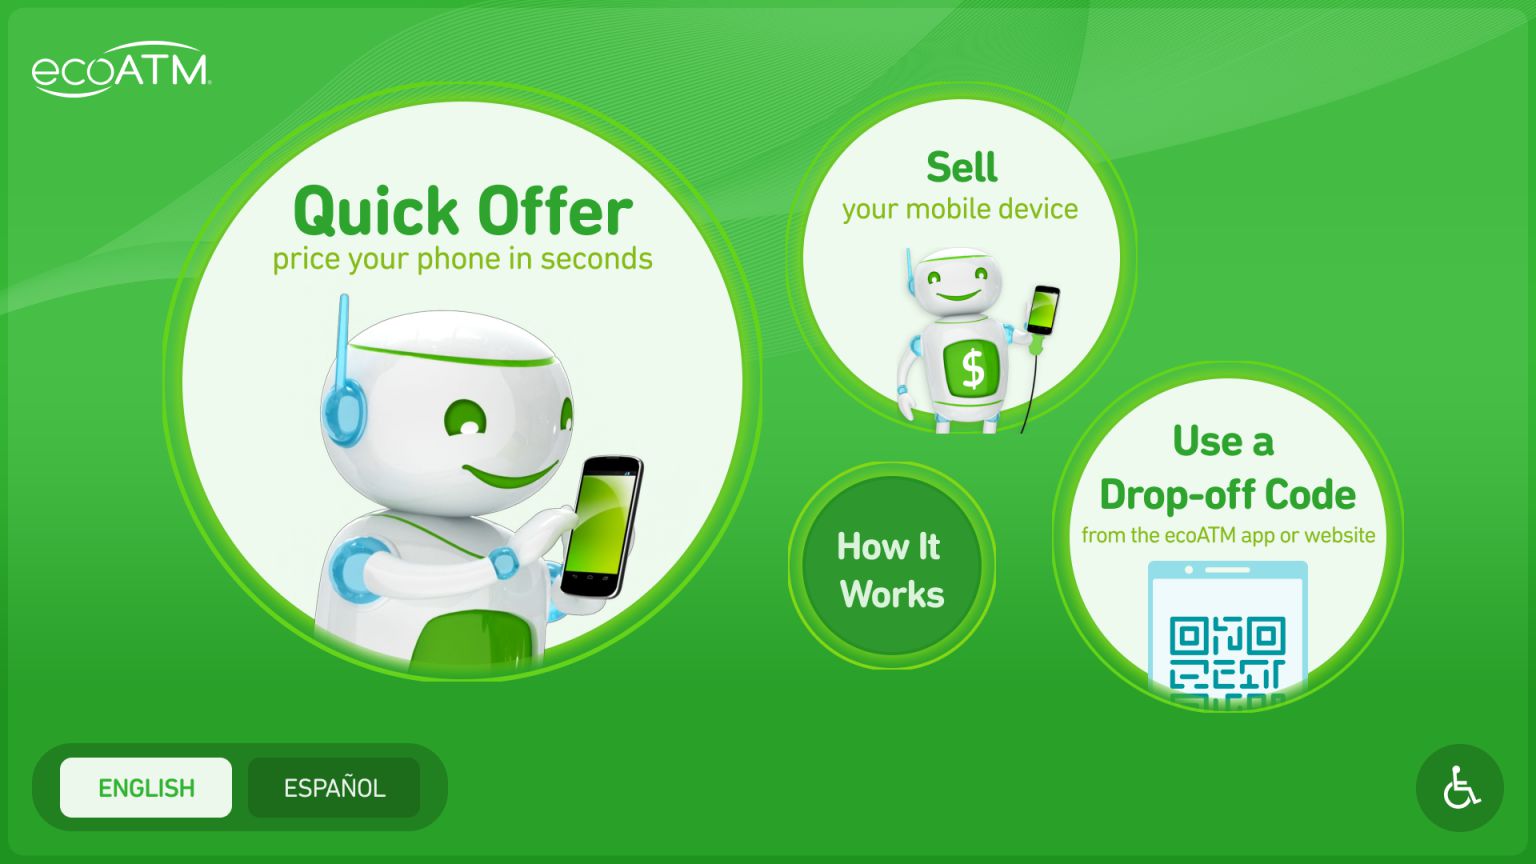 ecoATM
Quick Offer
price your phone in seconds
Sell
your mobile device
$
How It
Works
Use a
Drop-off Code
from the ecoATM app or website
ENGLISH
ESPAÑOL